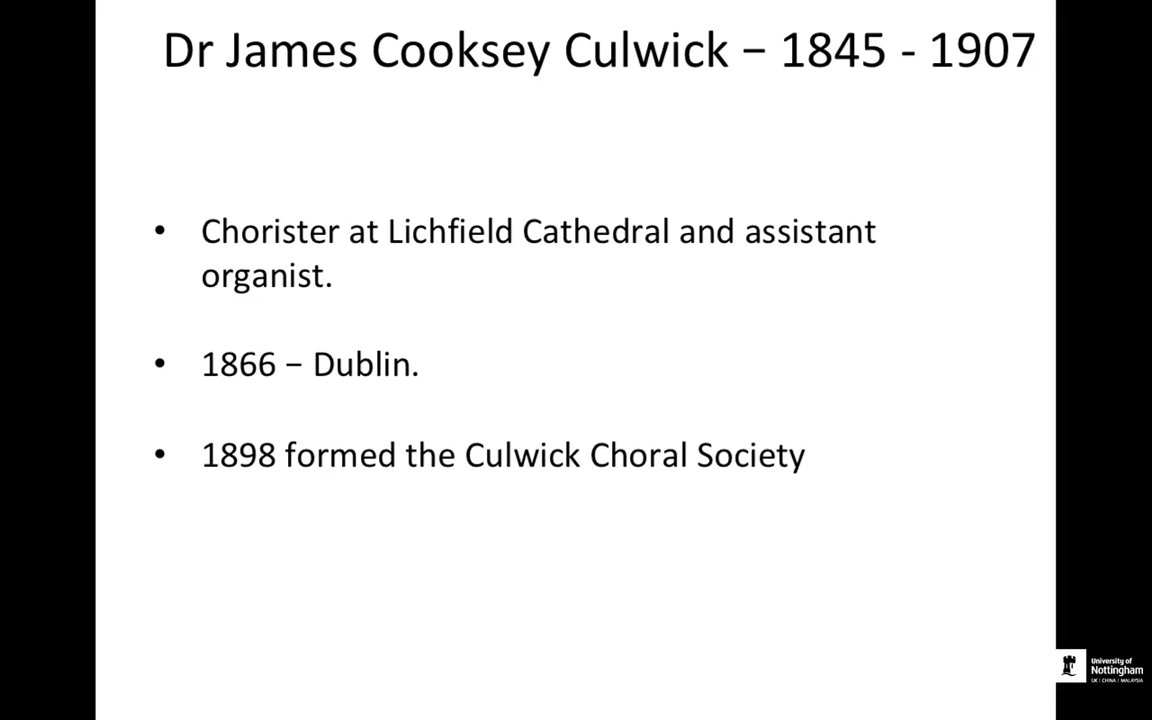 Dr James Cooksey Culwick – 1845 - 1907
• Chorister at Lichfield Cathedral and assistant
organist.
• 1866 – Dublin.
• 1898 formed the Culwick Choral Society
University of
Nottingham
UK | CHINA | MALAYSIA